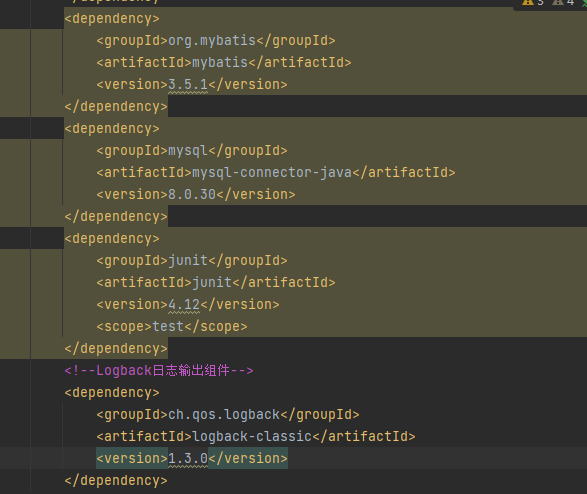 </dependency>
3 4
<dependency>
<groupId>org.mybatis</groupId>
<artifactId>mybatis</artifactId>
<version>3.5.1</version>
</dependency>
<dependency>
<groupId>mysql</groupId>
<artifactId>mysql-connector-java</artifactId>
<version>8.0.30</version>
</dependency>
<dependency>
<groupId>junit</groupId>
<artifactId>junit</artifactId>
<version>4.12</version>
<scope>test</scope>
</dependency>
<!--Logback日志输出组件-->
<dependency>
<groupId>ch.qos.logback</groupId>
<artifactId>logback-classic</artifactId>
<version>1.3.0</version>
</dependency>